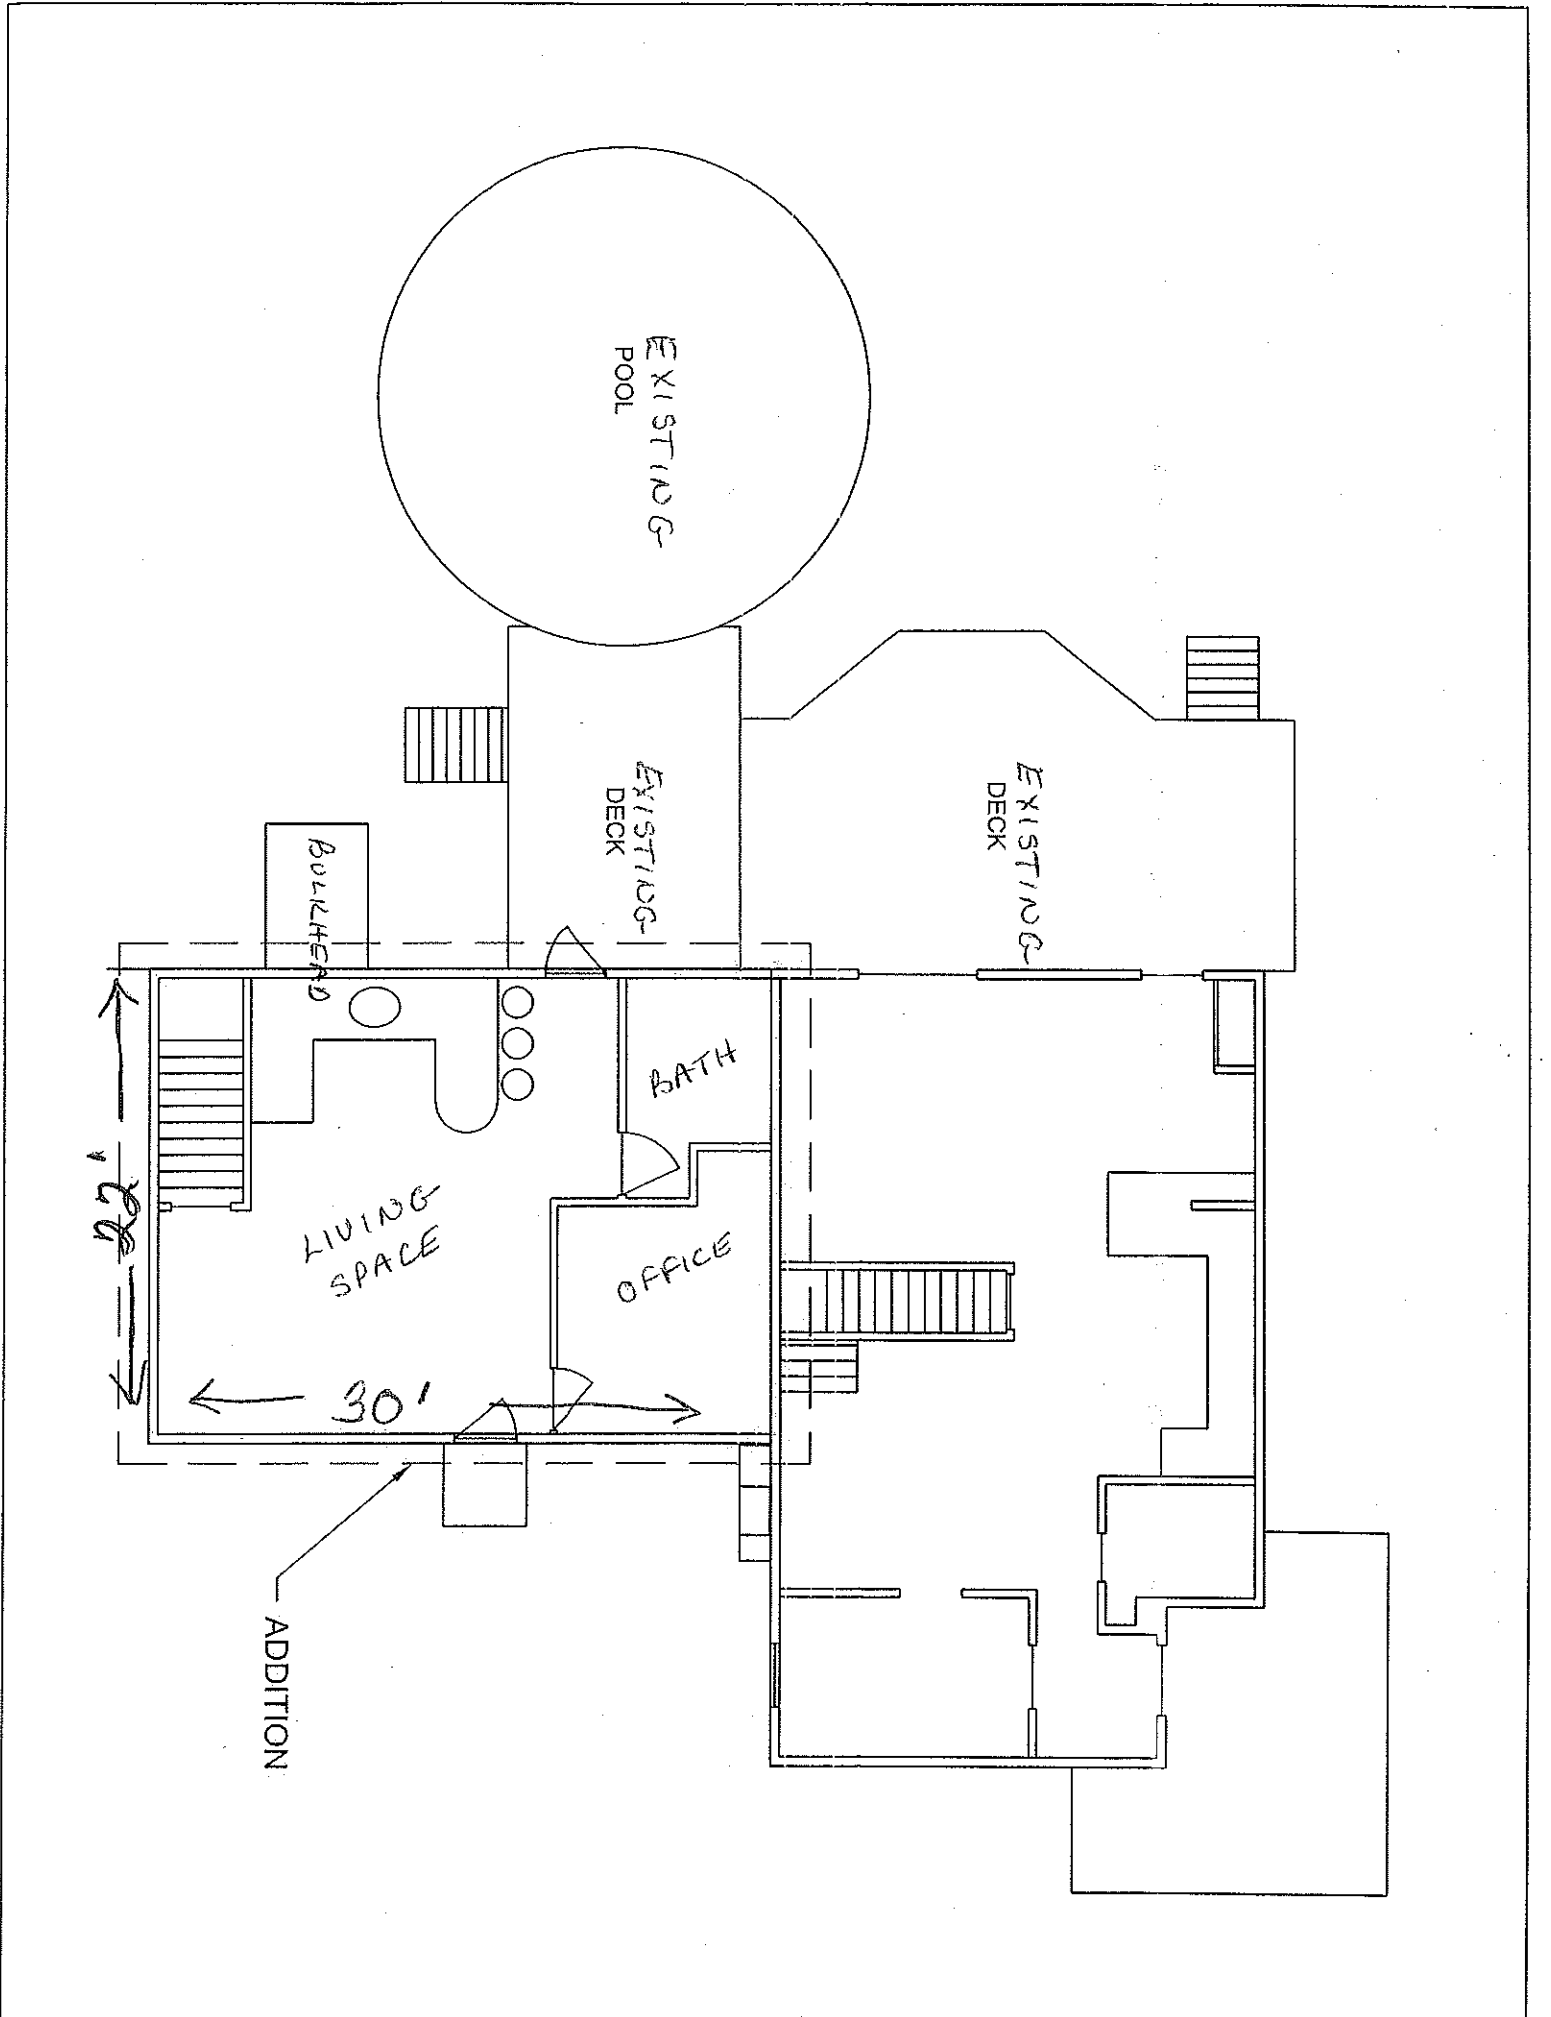 EXISTING
POOL
EXISTING
DECK
EXISTING
DECK
BULKHEAD
BATH
LIVING
SPACE
OFFICE
22'
30'
ADDITION